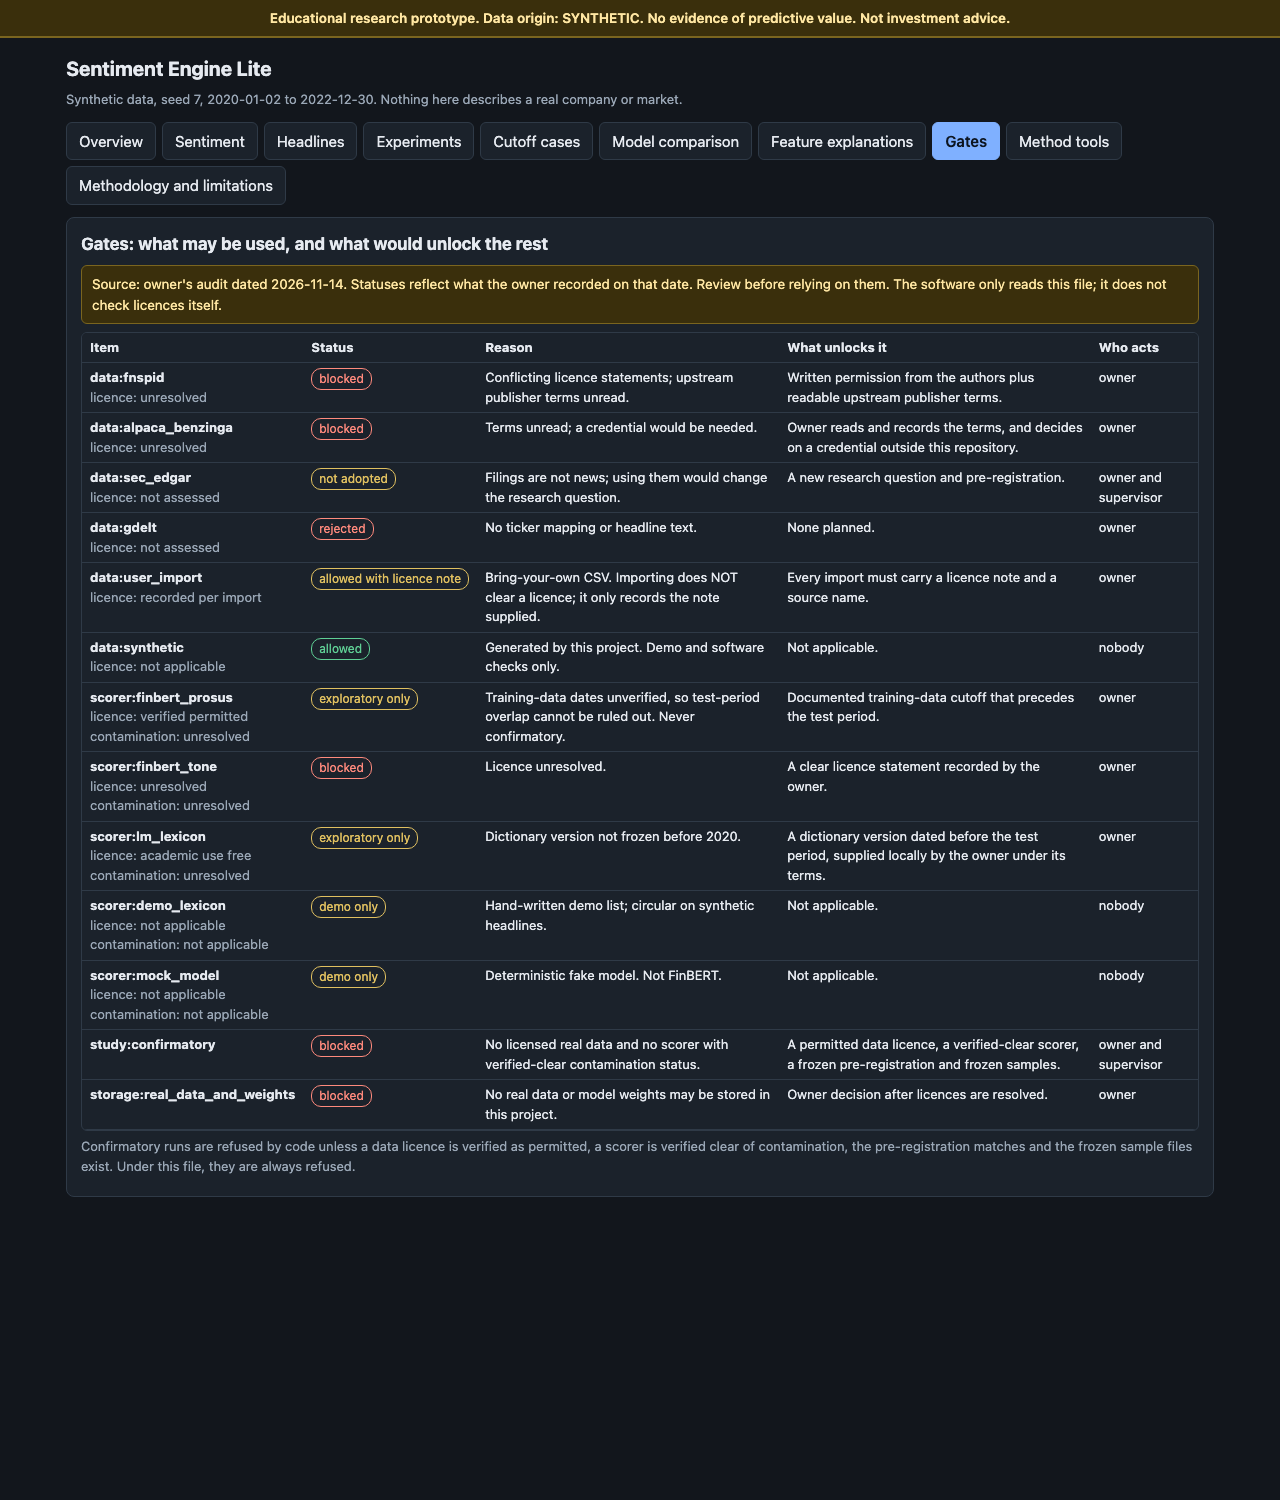 Educational research prototype. Data origin: SYNTHETIC. No evidence of predictive value. Not investment advice.
Sentiment Engine Lite
Synthetic data, seed 7, 2020-01-02 to 2022-12-30. Nothing here describes a real company or market.
Overview Sentiment Headlines Experiments Cutoff cases Model comparison Feature explanations Gates Method tools
Methodology and limitations
Gates: what may be used, and what would unlock the rest
Source: owner's audit dated 2026-11-14. Statuses reflect what the owner recorded on that date. Review before relying on them. The software only reads this file; it does not
check licences itself.
Item Status Reason What unlocks it Who acts
data:fnspid blocked Conflicting licence statements; upstream Written permission from the authors plus owner
licence: unresolved publisher terms unread. readable upstream publisher terms.
data:alpaca_benzinga blocked Terms unread; a credential would be needed. Owner reads and records the terms, and decides owner
licence: unresolved on a credential outside this repository.
data:sec_edgar not adopted Filings are not news; using them would change A new research question and pre-registration. owner and
licence: not assessed the research question. supervisor
data:gdelt rejected No ticker mapping or headline text. None planned. owner
licence: not assessed
data:user_import allowed with licence note Bring-your-own CSV. Importing does NOT Every import must carry a licence note and a owner
licence: recorded per import clear a licence; it only records the note source name.
supplied.
data:synthetic allowed Generated by this project. Demo and software Not applicable. nobody
licence: not applicable checks only.
scorer:finbert_prosus exploratory only Training-data dates unverified, so test-period Documented training-data cutoff that precedes owner
licence: verified permitted overlap cannot be ruled out. Never the test period.
contamination: unresolved confirmatory.
scorer:finbert_tone blocked Licence unresolved. A clear licence statement recorded by the owner
licence: unresolved owner.
contamination: unresolved
scorer:lm_lexicon exploratory only Dictionary version not frozen before 2020. A dictionary version dated before the test owner
licence: academic use free period, supplied locally by the owner under its
contamination: unresolved terms.
scorer:demo_lexicon demo only Hand-written demo list; circular on synthetic Not applicable. nobody
licence: not applicable headlines.
contamination: not applicable
scorer:mock_model demo only Deterministic fake model. Not FinBERT. Not applicable. nobody
licence: not applicable
contamination: not applicable
study:confirmatory blocked No licensed real data and no scorer with A permitted data licence, a verified-clear scorer, owner and
verified-clear contamination status. a frozen pre-registration and frozen samples. supervisor
storage:real_data_and_weights blocked No real data or model weights may be stored in Owner decision after licences are resolved. owner
this project.
Confirmatory runs are refused by code unless a data licence is verified as permitted, a scorer is verified clear of contamination, the pre-registration matches and the frozen sample files
exist. Under this file, they are always refused.